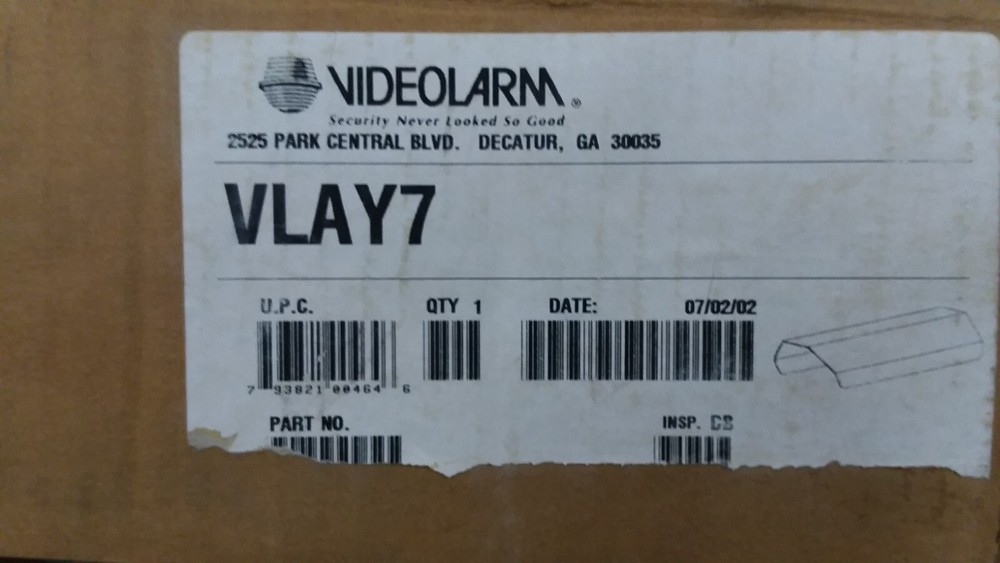 VIDEOLARM®
Security Never Looked So Good
2525 PARK CENTRAL BLVD. DECATUR, GA 30035
VLAY7
U.P.C. QTY 1 DATE: 07/02/02
7 93821 00464 6
PART NO. INSP. DB